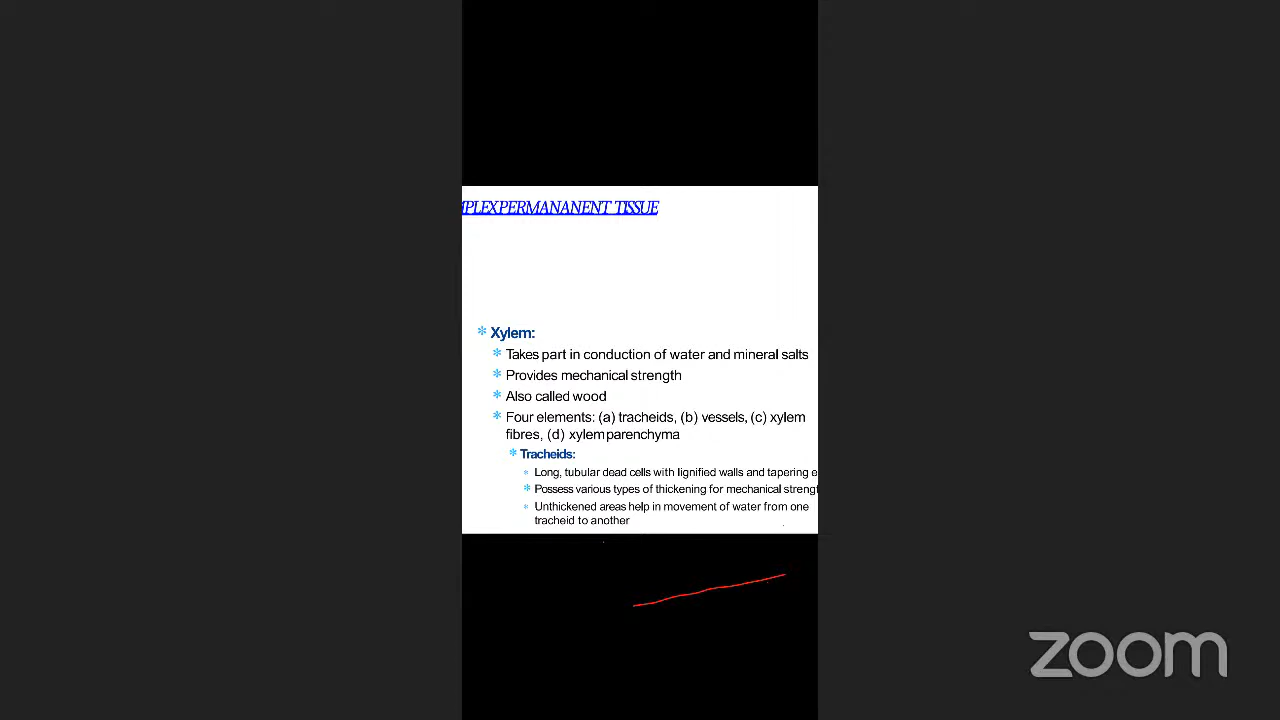 MPLEXPERMANANENT TISSUE
Xylem:
Takes part in conduction of water and mineral salts
Provides mechanical strength
Also called wood
Four elements: (a) tracheids, (b) vessels, (c) xylem
fibres, (d) xylem parenchyma
Tracheids:
Long, tubular dead cells with lignified walls and tapering e
Possess various types of thickening for mechanical strengt
Unthickened areas help in movement of water from one
tracheid to another
zoom